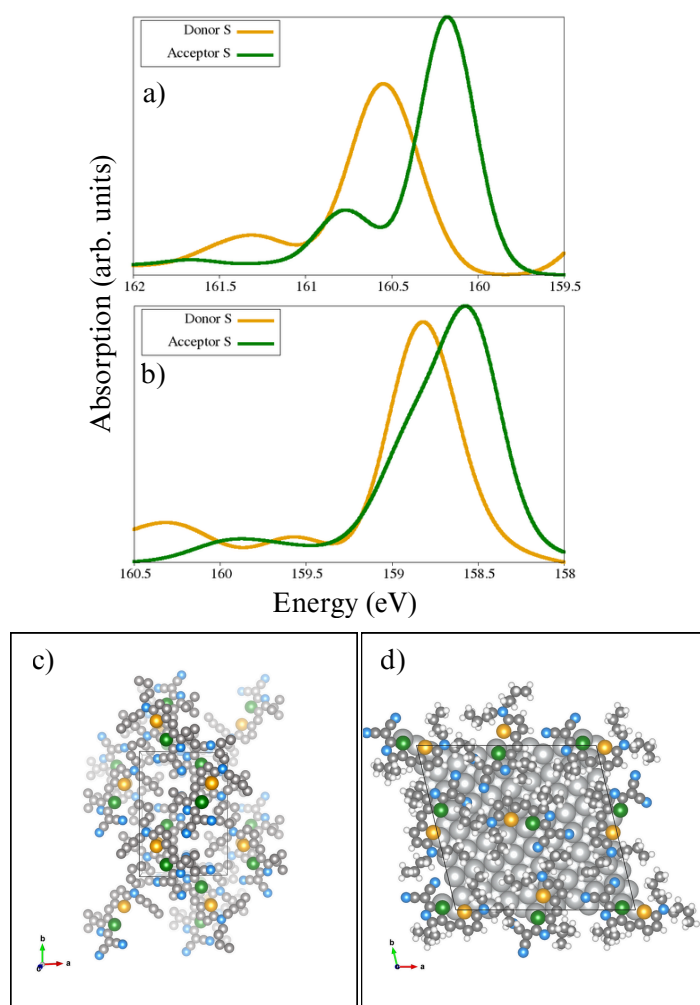 Donor S
Acceptor S
a)
162 161.5 161 160.5 160 159.5
Absorption (arb. units)
Donor S
Acceptor S
b)
160.5 160 159.5 159 158.5 158
Energy (eV)
c)
d)
b
a
b
a